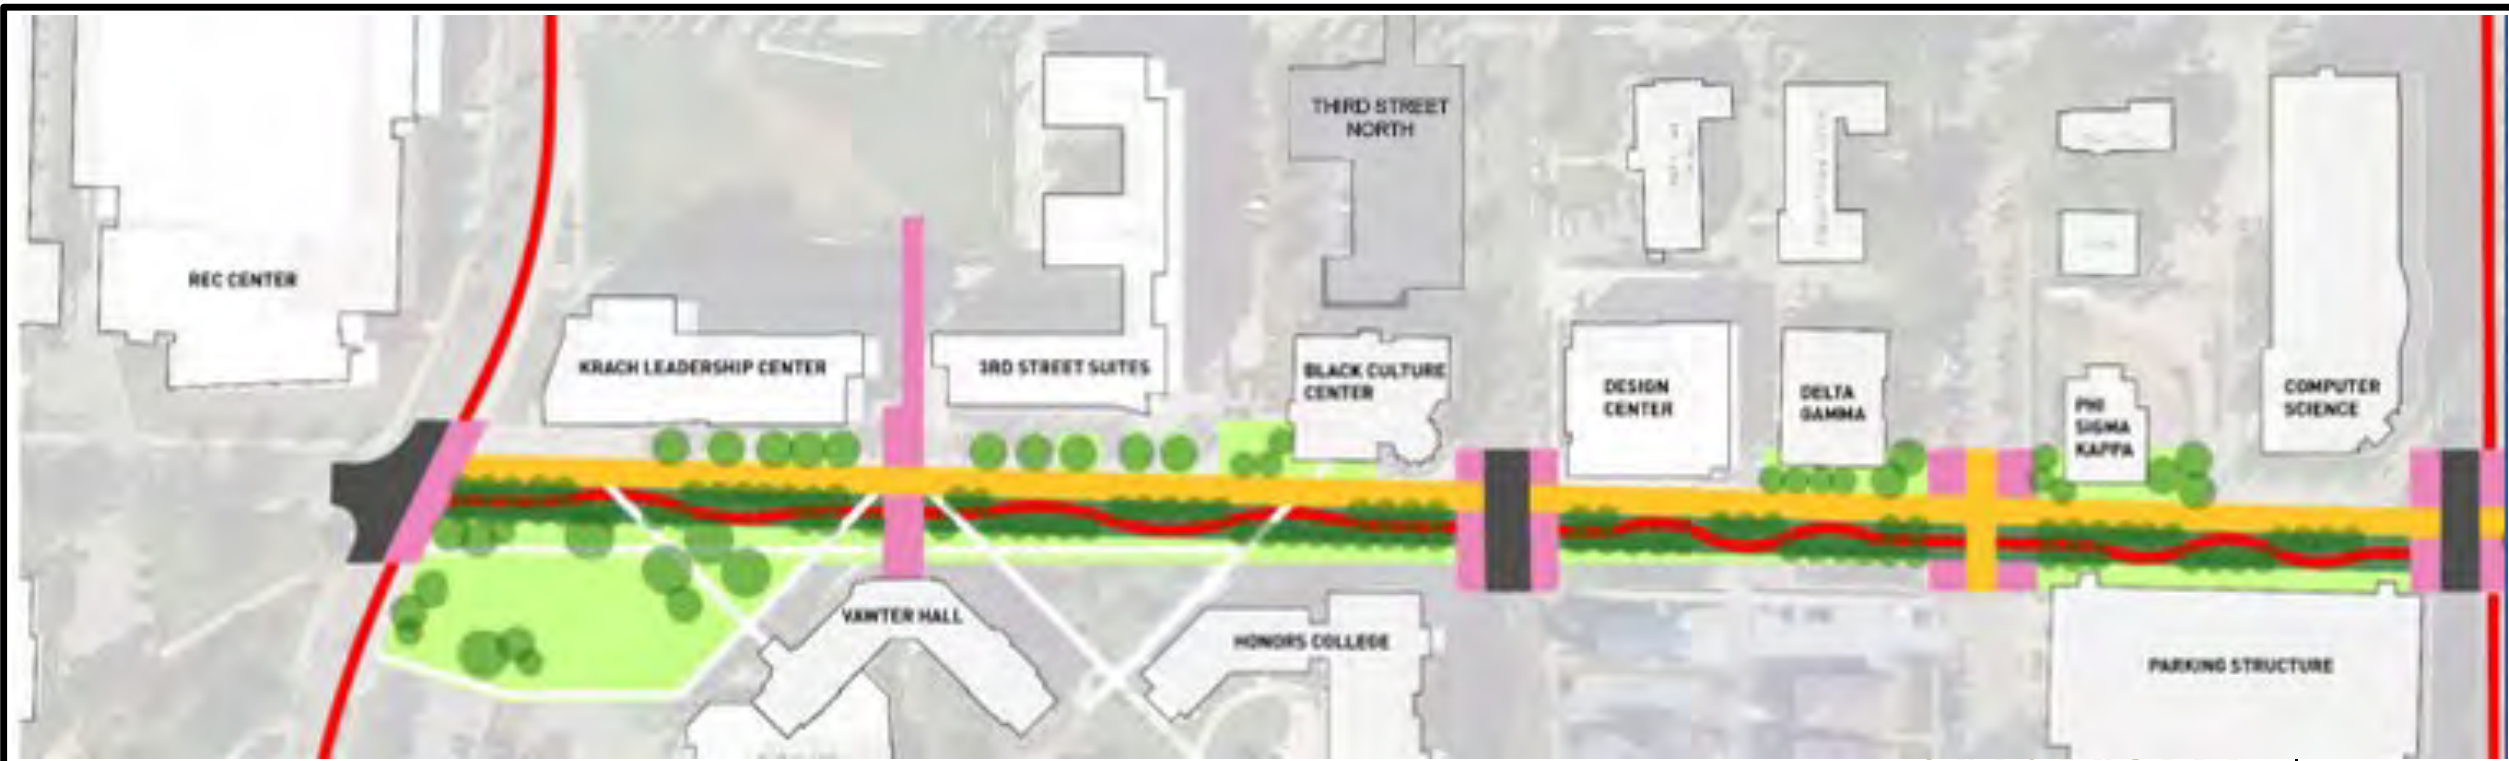 THIRD STREET
NORTH
REC CENTER
KRACH LEADERSHIP CENTER
3RD STREET SUITES
BLACK CULTURE
CENTER
DESIGN
CENTER
DELTA
GAMMA
PHI
SIGMA
KAPPA
COMPUTER
SCIENCE
VAWTER HALL
HONORS COLLEGE
PARKING STRUCTURE